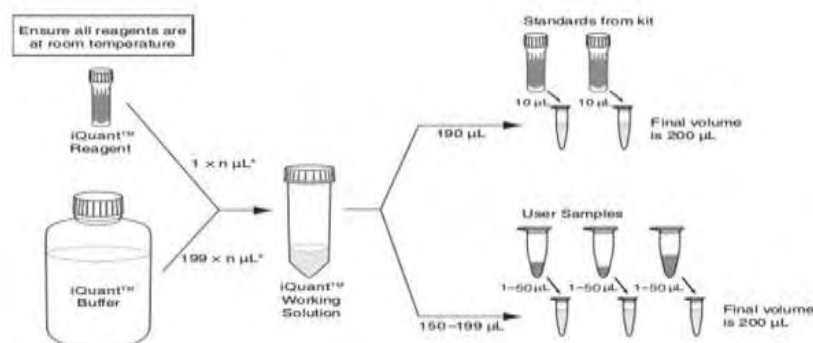 Ensure all reagents are
at room temperature
iQuant™
Reagent
1 × n µL*
199 × n µL*
iQuant™
Buffer
iQuant™
Working
Solution
190 µL
Standards from kit
10 µL
10 µL
Final volume
is 200 µL
User Samples
1–50 µL
1–50 µL
1–50 µL
150–199 µL
Final volume
is 200 µL